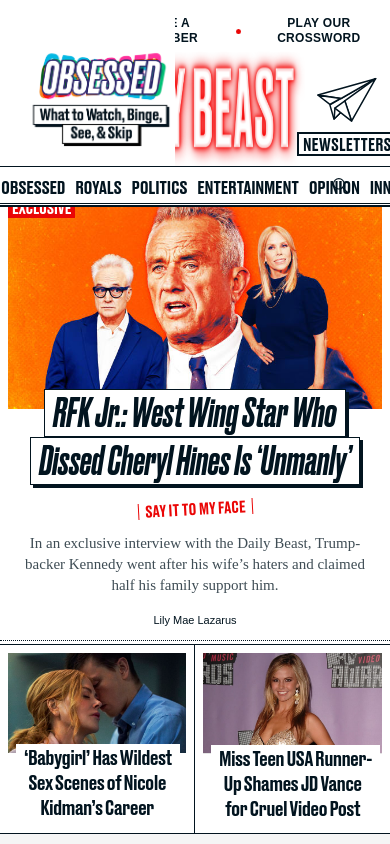 E A
BER
PLAY OUR
CROSSWORD
OBSESSED
What to Watch, Binge,
See, & Skip
Y BEAST
NEWSLETTERS
OBSESSED ROYALS POLITICS ENTERTAINMENT OPINION INN
EXCLUSIVE
RFK Jr.: West Wing Star Who
Dissed Cheryl Hines Is ‘Unmanly’
SAY IT TO MY FACE
In an exclusive interview with the Daily Beast, Trump-
backer Kennedy went after his wife’s haters and claimed
half his family support him.
Lily Mae Lazarus
‘Babygirl’ Has Wildest
Sex Scenes of Nicole
Kidman’s Career
Miss Teen USA Runner-
Up Shames JD Vance
for Cruel Video Post